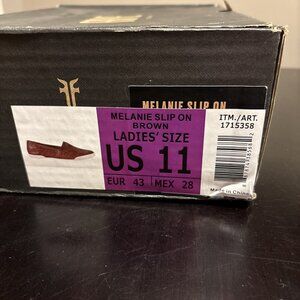 MELANIE SLIP ON
MELANIE SLIP ON
BROWN
LADIES' SIZE
US 11
EUR 43 MEX 28
ITM./ART.
1715358
Made in China